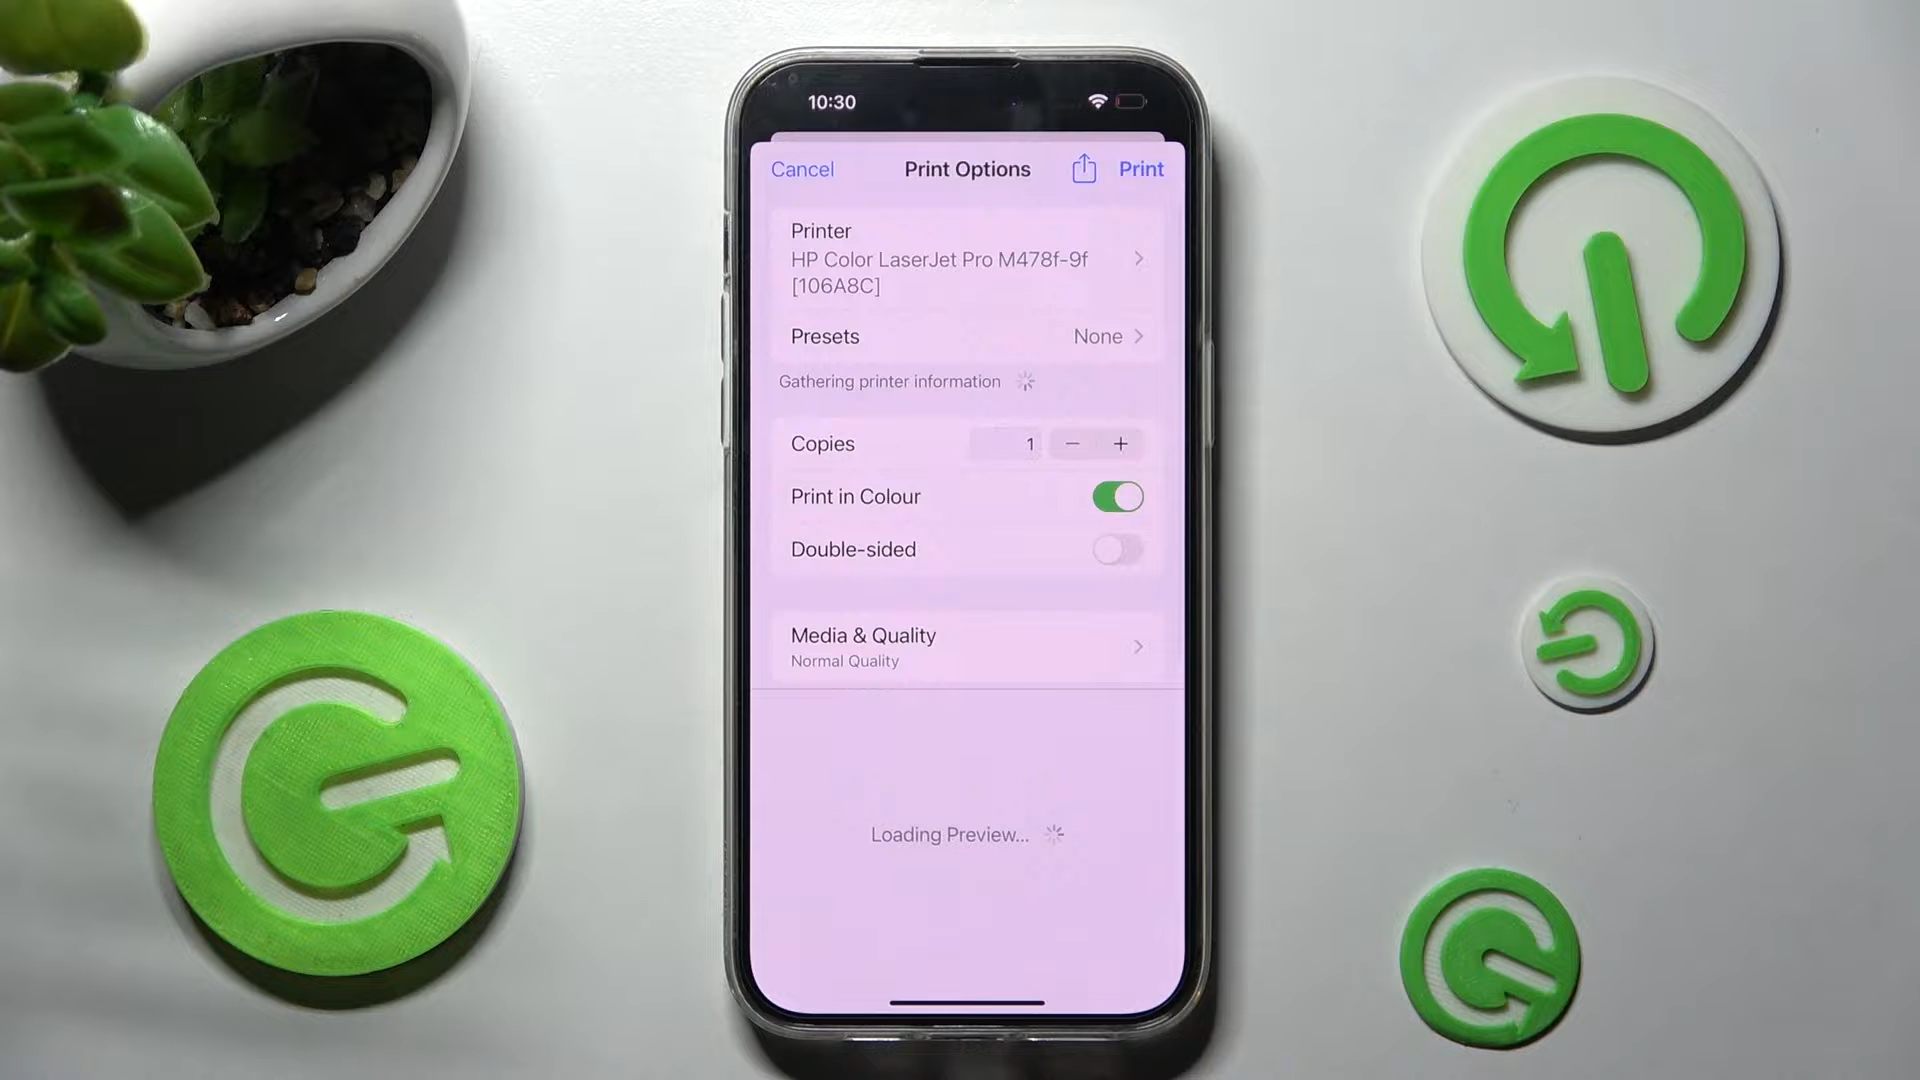 10:30
Cancel
Print Options
Print
Printer
HP Color LaserJet Pro M478f-9f
[106A8C]
Presets
None
Gathering printer information
Copies
1
− +
Print in Colour
Double-sided
Media & Quality
Normal Quality
Loading Preview...